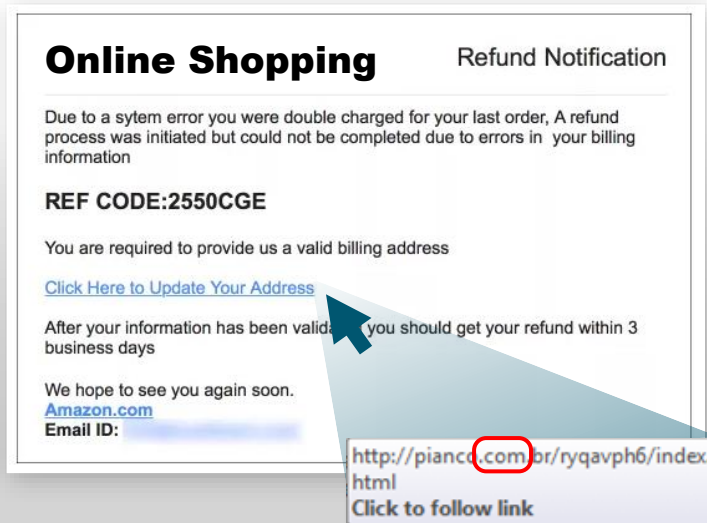 Online Shopping
Refund Notification
Due to a sytem error you were double charged for your last order, A refund
process was initiated but could not be completed due to errors in your billing
information
REF CODE:2550CGE
You are required to provide us a valid billing address
Click Here to Update Your Address
After your information has been valida you should get your refund within 3
business days
We hope to see you again soon.
Amazon.com
Email ID:
http://pianco.com.br/ryqavph6/index.
html
Click to follow link